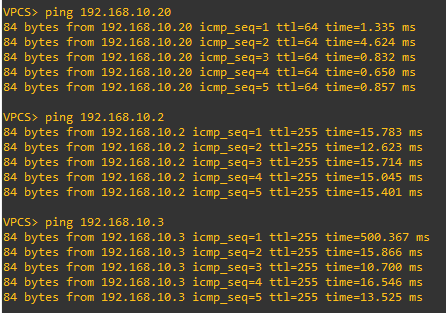 VPCS> ping 192.168.10.20
84 bytes from 192.168.10.20 icmp_seq=1 ttl=64 time=1.335 ms
84 bytes from 192.168.10.20 icmp_seq=2 ttl=64 time=4.624 ms
84 bytes from 192.168.10.20 icmp_seq=3 ttl=64 time=0.832 ms
84 bytes from 192.168.10.20 icmp_seq=4 ttl=64 time=0.650 ms
84 bytes from 192.168.10.20 icmp_seq=5 ttl=64 time=0.857 ms
VPCS> ping 192.168.10.2
84 bytes from 192.168.10.2 icmp_seq=1 ttl=255 time=15.783 ms
84 bytes from 192.168.10.2 icmp_seq=2 ttl=255 time=12.623 ms
84 bytes from 192.168.10.2 icmp_seq=3 ttl=255 time=15.714 ms
84 bytes from 192.168.10.2 icmp_seq=4 ttl=255 time=15.045 ms
84 bytes from 192.168.10.2 icmp_seq=5 ttl=255 time=15.401 ms
VPCS> ping 192.168.10.3
84 bytes from 192.168.10.3 icmp_seq=1 ttl=255 time=500.367 ms
84 bytes from 192.168.10.3 icmp_seq=2 ttl=255 time=15.866 ms
84 bytes from 192.168.10.3 icmp_seq=3 ttl=255 time=10.700 ms
84 bytes from 192.168.10.3 icmp_seq=4 ttl=255 time=16.546 ms
84 bytes from 192.168.10.3 icmp_seq=5 ttl=255 time=13.525 ms